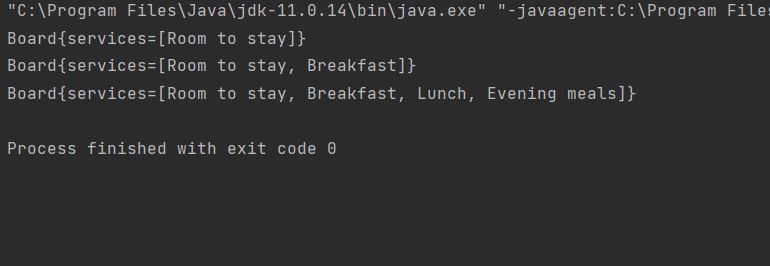 "C:\Program Files\Java\jdk-11.0.14\bin\java.exe" "-javaagent:C:\Program Files
Board{services=[Room to stay]}
Board{services=[Room to stay, Breakfast]}
Board{services=[Room to stay, Breakfast, Lunch, Evening meals]}
Process finished with exit code 0